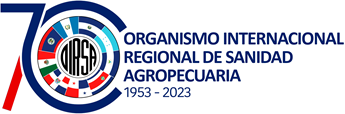 70
OIRSA
ORGANISMO INTERNACIONAL
REGIONAL DE SANIDAD
AGROPECUARIA
1953 - 2023